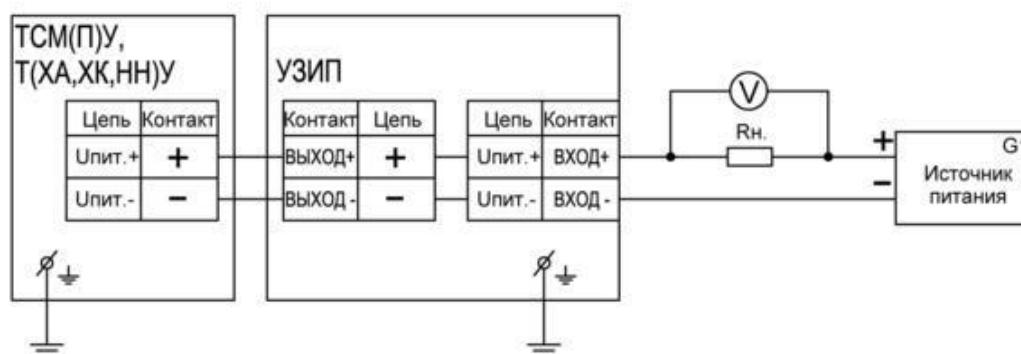 ТСМ(П)У,
Т(ХА,ХК,НН)У
УЗИП
Цепь Контакт
Uпит.+ +
Uпит.- −
Контакт Цепь
ВЫХОД+ +
ВЫХОД - −
Цепь Контакт
Uпит.+ ВХОД+
Uпит.- ВХОД -
V
Rн.
+
−
G
Источник
питания